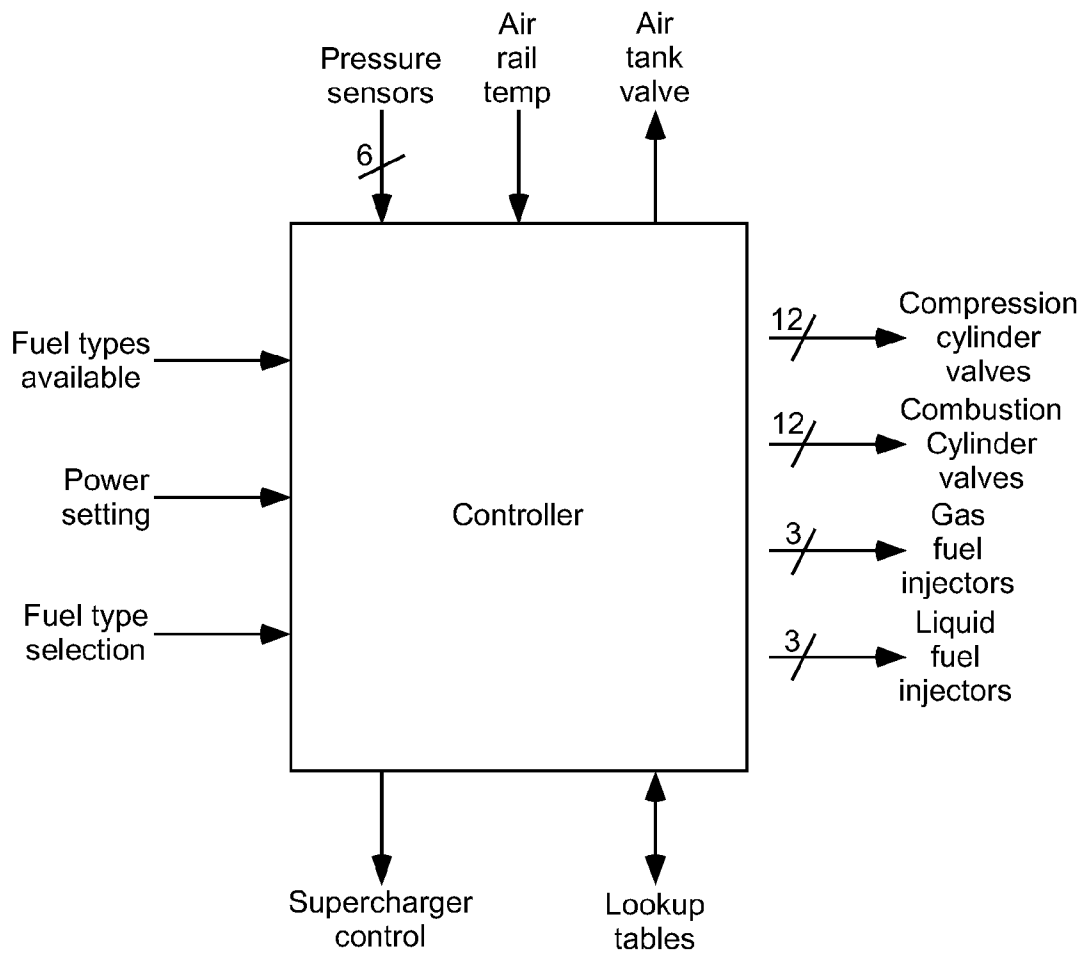 Pressure
sensors
Air
rail
temp
Air
tank
valve
6
Fuel types
available
Power
setting
Fuel type
selection
Controller
12
Compression
cylinder
valves
12
Combustion
Cylinder
valves
3
Gas
fuel
injectors
3
Liquid
fuel
injectors
Supercharger
control
Lookup
tables